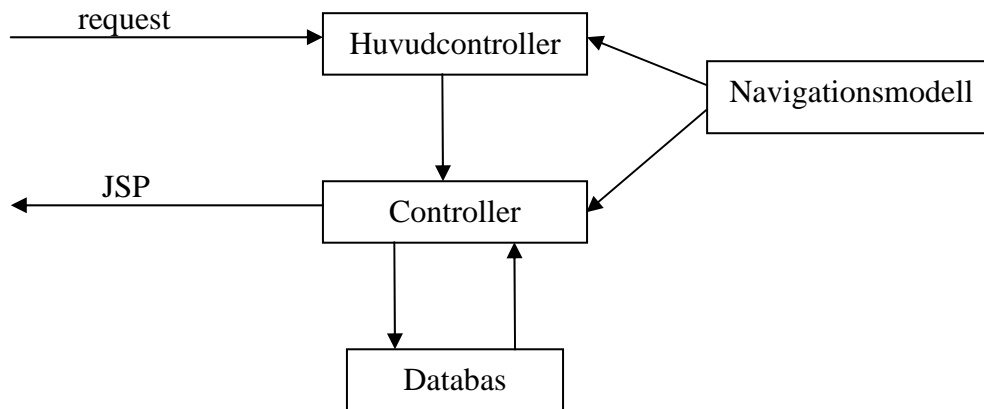 request
Huvudcontroller
Navigationsmodell
JSP
Controller
Databas